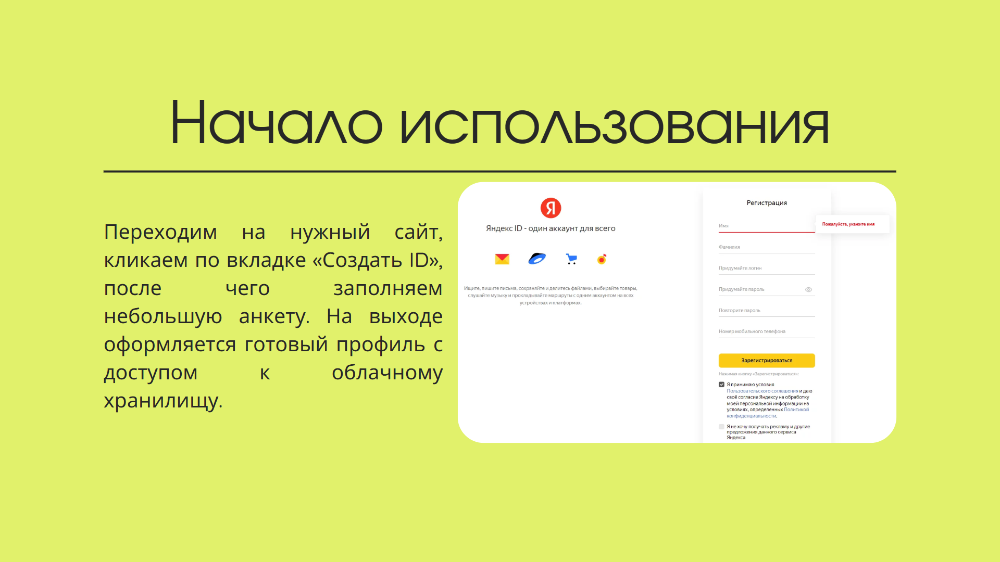 Начало использования
Переходим на нужный сайт,
кликаем по вкладке «Создать ID»,
после чего заполняем
небольшую анкету. На выходе
оформляется готовый профиль с
доступом к облачному
хранилищу.
Я
Яндекс ID - один аккаунт для всего
Ищите, пишите письма, сохраняйте и делитесь файлами, выбирайте товары,
слушайте музыку и прокладывайте маршруты с одним аккаунтом на всех
устройствах и платформах.
Регистрация
Имя
Пожалуйста, укажите имя
Фамилия
Придумайте логин
Придумайте пароль
Повторите пароль
Номер мобильного телефона
Зарегистрироваться
Нажимая кнопку «Зарегистрироваться»:
Я принимаю условия
Пользовательского соглашения и даю
своё согласие Яндексу на обработку
моей персональной информации на
условиях, определенных Политикой
конфиденциальности.
Я не хочу получать рекламу и другие
предложения данного сервиса
Яндекса